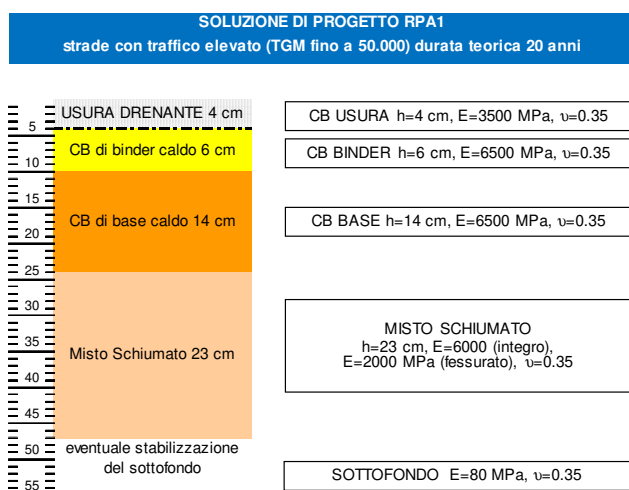 SOLUZIONE DI PROGETTO RPA1
strade con traffico elevato (TGM fino a 50.000) durata teorica 20 anni
USURA DRENANTE 4 cm
CB USURA h=4 cm, E=3500 MPa, υ=0.35
5
CB di binder caldo 6 cm
CB BINDER h=6 cm, E=6500 MPa, υ=0.35
10
15
CB di base caldo 14 cm
CB BASE h=14 cm, E=6500 MPa, υ=0.35
20
25
30
MISTO SCHIUMATO
h=23 cm, E=6000 (integro),
E=2000 MPa (fessurato), υ=0.35
35
Misto Schiumato 23 cm
40
45
50
eventuale stabilizzazione
del sottofondo
SOTTOFONDO E=80 MPa, υ=0.35
55